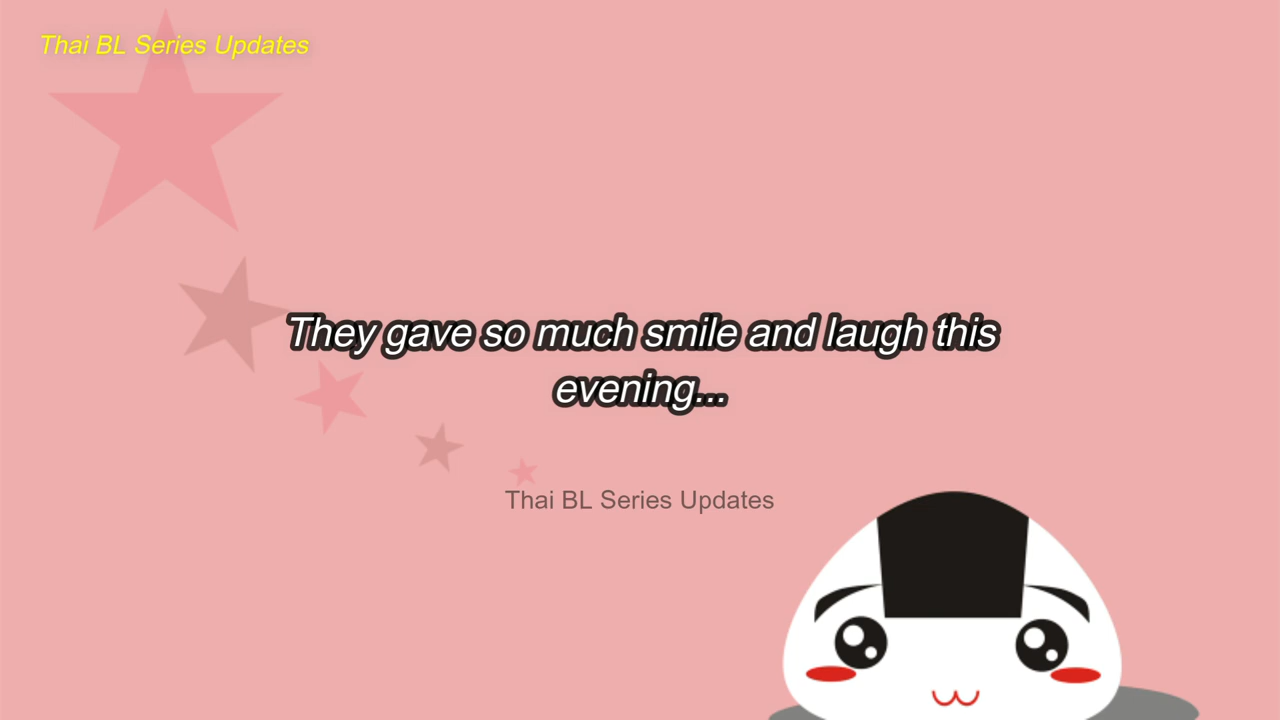 Thai BL Series Updates
They gave so much smile and laugh this
evening...
Thai BL Series Updates